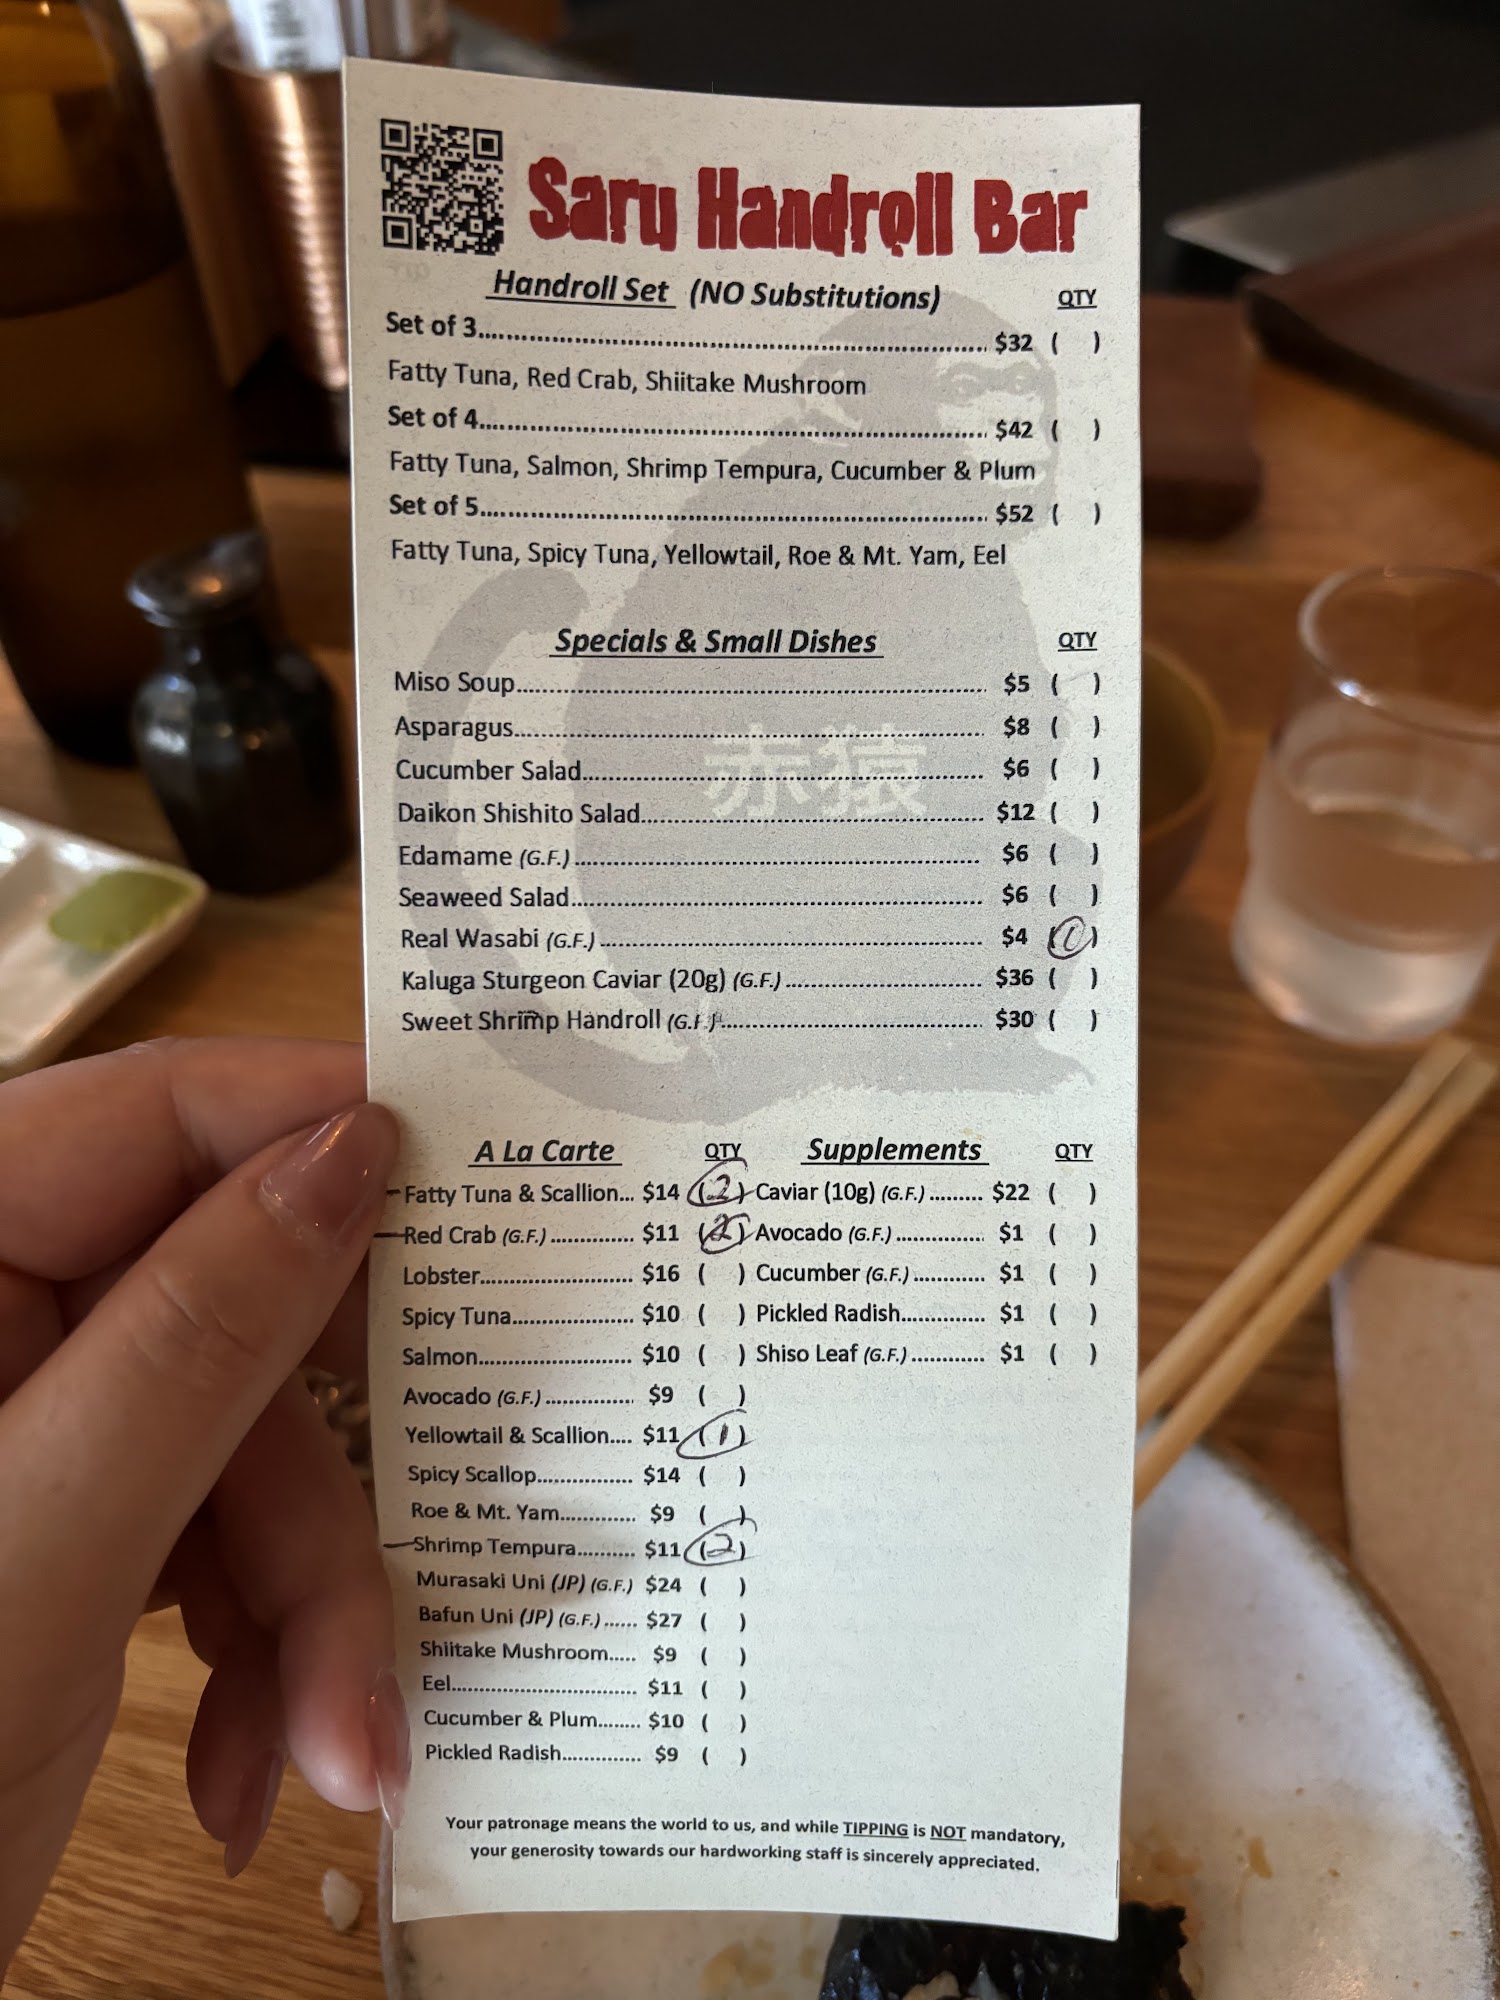 Saru Handroll Bar
Handroll Set (NO Substitutions) QTY
Set of 3 $32 ( )
Fatty Tuna, Red Crab, Shiitake Mushroom
Set of 4 $42 ( )
Fatty Tuna, Salmon, Shrimp Tempura, Cucumber & Plum
Set of 5 $52 ( )
Fatty Tuna, Spicy Tuna, Yellowtail, Roe & Mt. Yam, Eel
Specials & Small Dishes QTY
Miso Soup $5 ( )
Asparagus $8 ( )
赤猿
Cucumber Salad $6 ( )
Daikon Shishito Salad $12 ( )
Edamame (G.F.) $6 ( )
Seaweed Salad $6 ( )
Real Wasabi (G.F.) $4 (1)
Kaluga Sturgeon Caviar (20g) (G.F.) $36 ( )
Sweet Shrimp Handroll (G.F.) $30 ( )
A La Carte QTY
Fatty Tuna & Scallion... $14 (2)
Red Crab (G.F.) $11 (2)
Lobster $16 ( )
Spicy Tuna $10 ( )
Salmon $10 ( )
Avocado (G.F.) $9 ( )
Yellowtail & Scallion.... $11 (1)
Spicy Scallop $14 ( )
Roe & Mt. Yam $9 ( )
Shrimp Tempura $11 (2)
Murasaki Uni (JP) (G.F.) $24 ( )
Bafun Uni (JP) (G.F.) $27 ( )
Shiitake Mushroom..... $9 ( )
Eel $11 ( )
Cucumber & Plum $10 ( )
Pickled Radish $9 ( )
Supplements QTY
Caviar (10g) (G.F.) $22 ( )
Avocado (G.F.) $1 ( )
Cucumber (G.F.) $1 ( )
Pickled Radish $1 ( )
Shiso Leaf (G.F.) $1 ( )
Your patronage means the world to us, and while TIPPING is NOT mandatory,
your generosity towards our hardworking staff is sincerely appreciated.